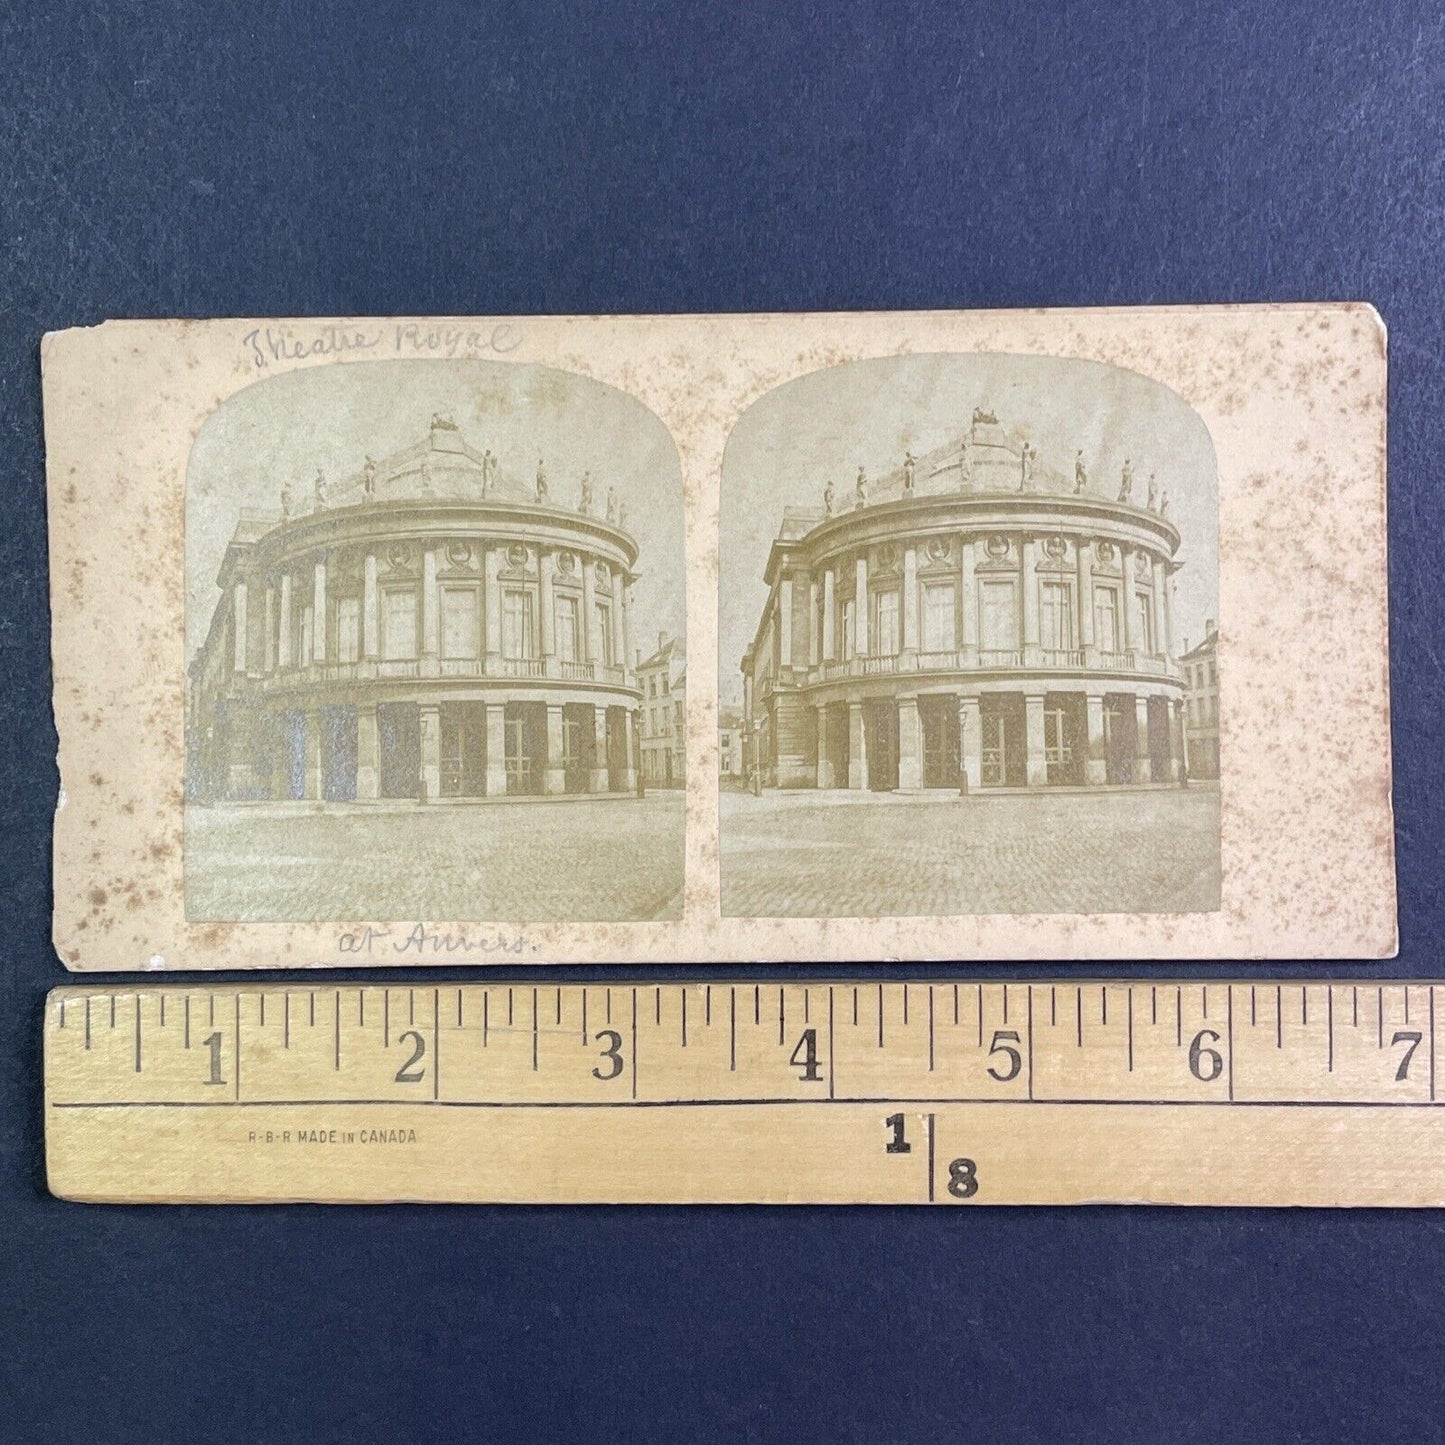 Theatre Royal
at Anvers.
1 2 3 4 5 6 7
R-B-R MADE IN CANADA
1
8